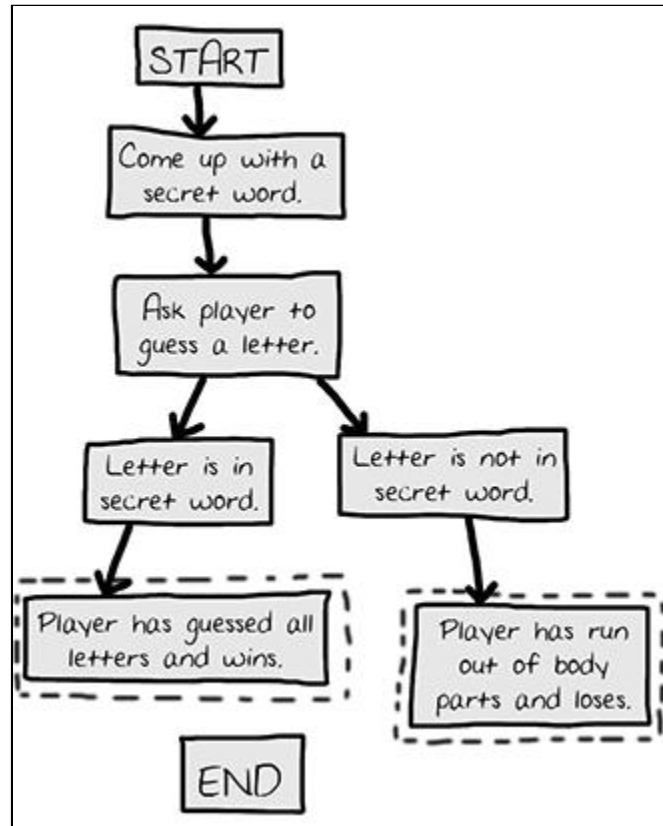 START
Come up with a
secret word.
Ask player to
guess a letter.
Letter is in
secret word.
Letter is not in
secret word.
Player has guessed all
letters and wins.
Player has run
out of body
parts and loses.
END